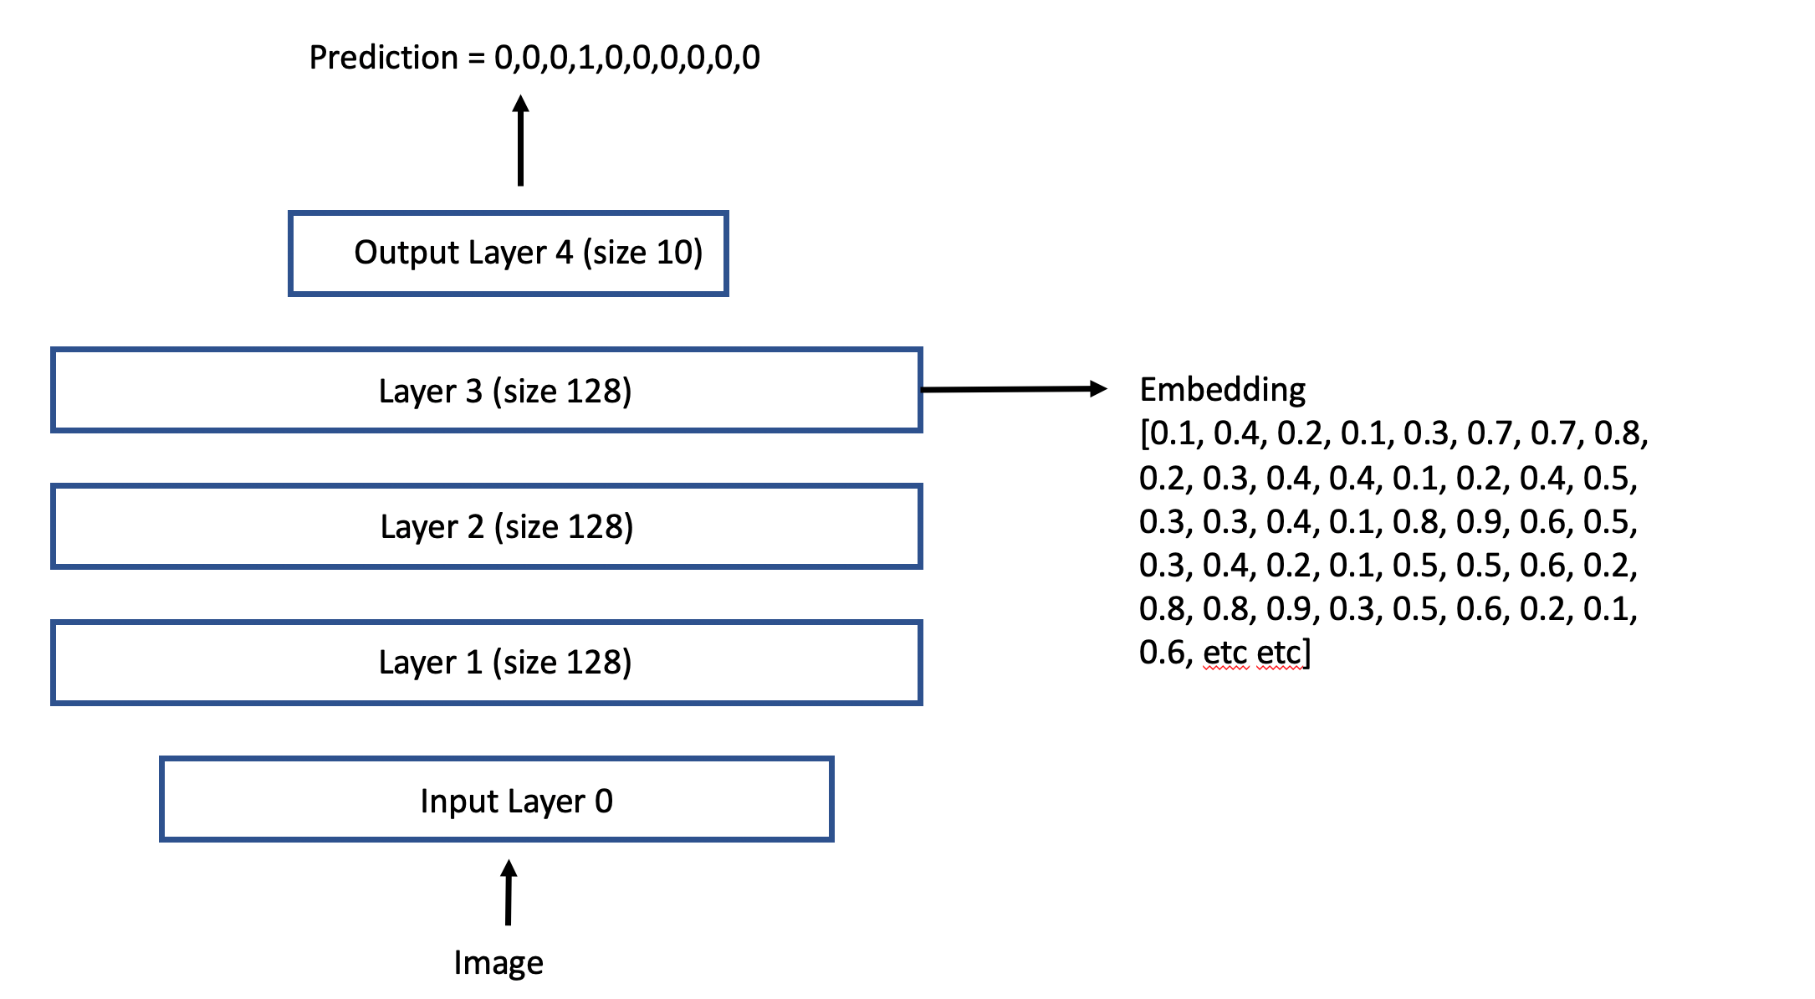 Prediction = 0,0,0,1,0,0,0,0,0,0
Output Layer 4 (size 10)
Layer 3 (size 128)
Embedding
[0.1, 0.4, 0.2, 0.1, 0.3, 0.7, 0.7, 0.8,
0.2, 0.3, 0.4, 0.4, 0.1, 0.2, 0.4, 0.5,
0.3, 0.3, 0.4, 0.1, 0.8, 0.9, 0.6, 0.5,
0.3, 0.4, 0.2, 0.1, 0.5, 0.5, 0.6, 0.2,
0.8, 0.8, 0.9, 0.3, 0.5, 0.6, 0.2, 0.1,
0.6, etc etc]
Layer 2 (size 128)
Layer 1 (size 128)
Input Layer 0
Image